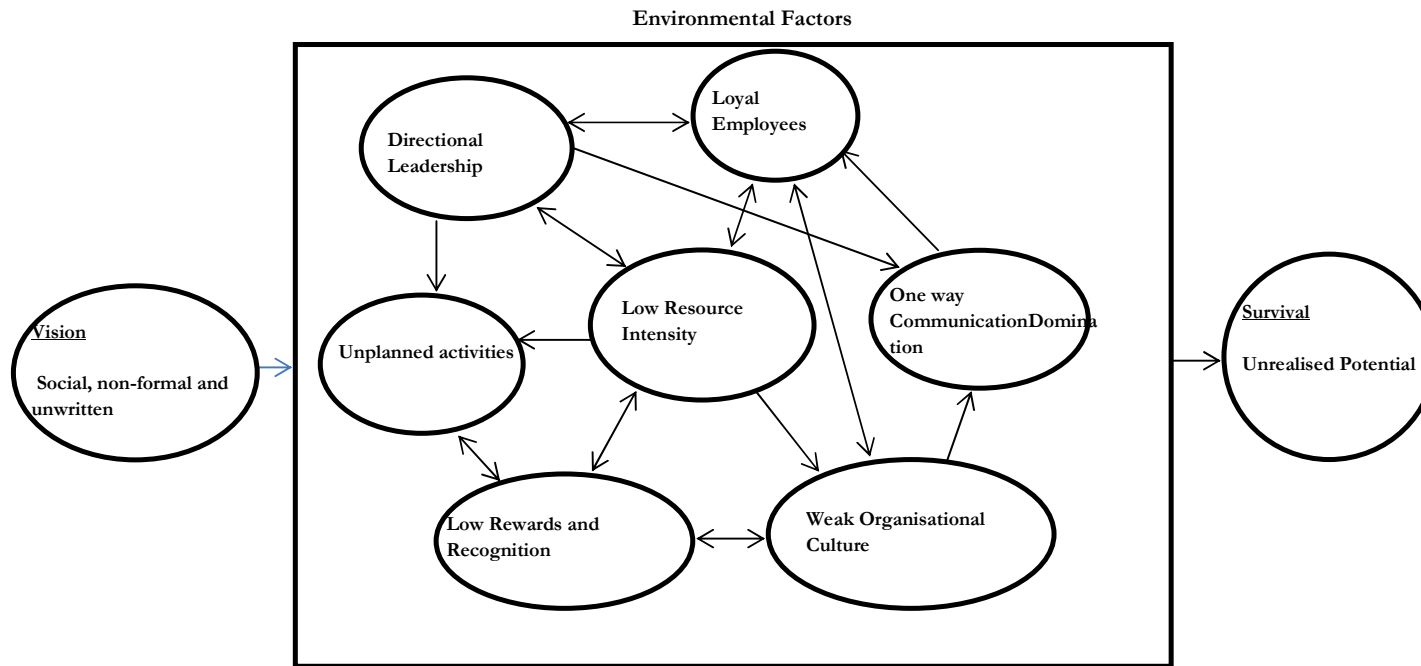 Environmental Factors
Loyal
Employees
Directional
Leadership
One way
CommunicationDomina
tion
Low Resource
Intensity
Survival
Unrealised Potential
Vision
Social, non-formal and
unwritten
Unplanned activities
Low Rewards and
Recognition
Weak Organisational
Culture